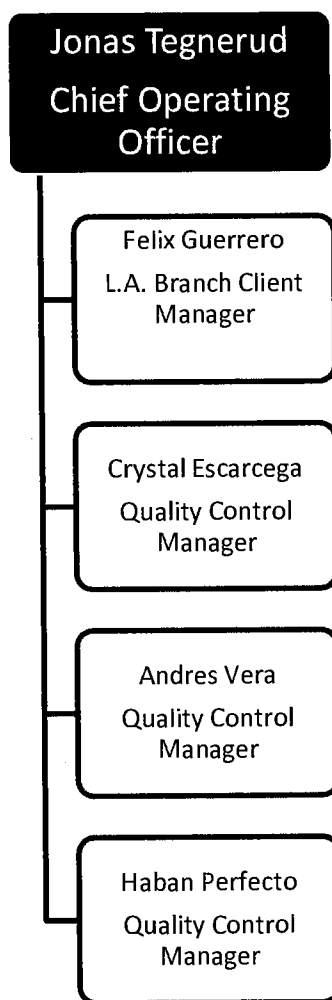 Jonas Tegnerud
Chief Operating
Officer
Felix Guerrero
L.A. Branch Client
Manager
Crystal Escarcega
Quality Control
Manager
Andres Vera
Quality Control
Manager
Haban Perfecto
Quality Control
Manager